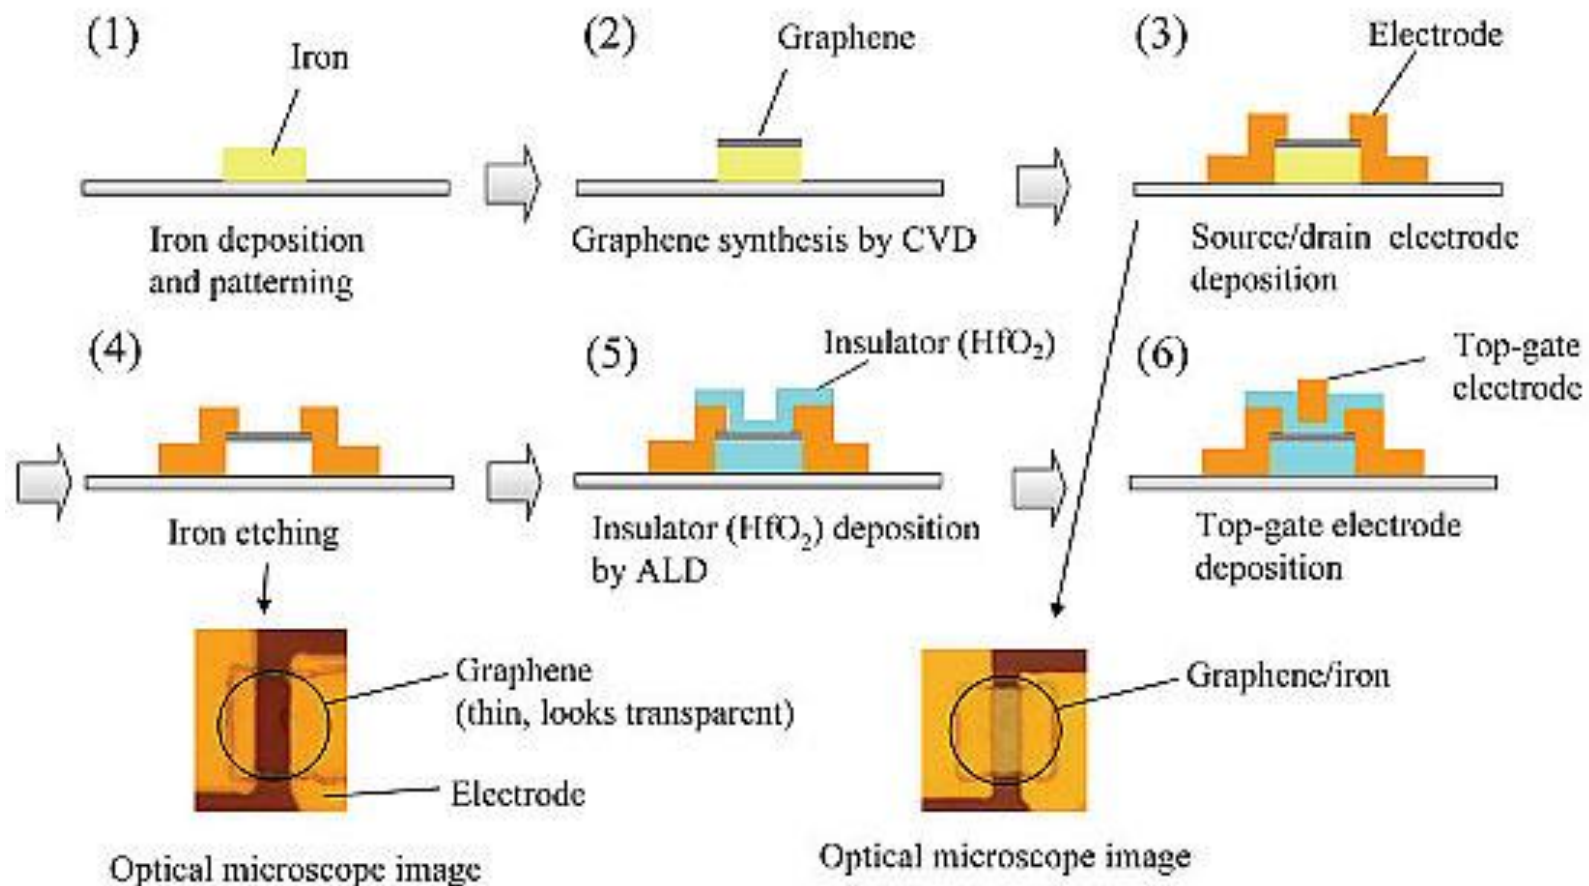 (1)
Iron
Iron deposition
and patterning
(2)
Graphene
Graphene synthesis by CVD
(3)
Electrode
Source/drain electrode
deposition
(4)
Iron etching
(5)
Insulator (HfO₂)
Insulator (HfO₂) deposition
by ALD
(6)
Top-gate
electrode
Top-gate electrode
deposition
Graphene
(thin, looks transparent)
Electrode
Optical microscope image
Graphene/iron
Optical microscope image